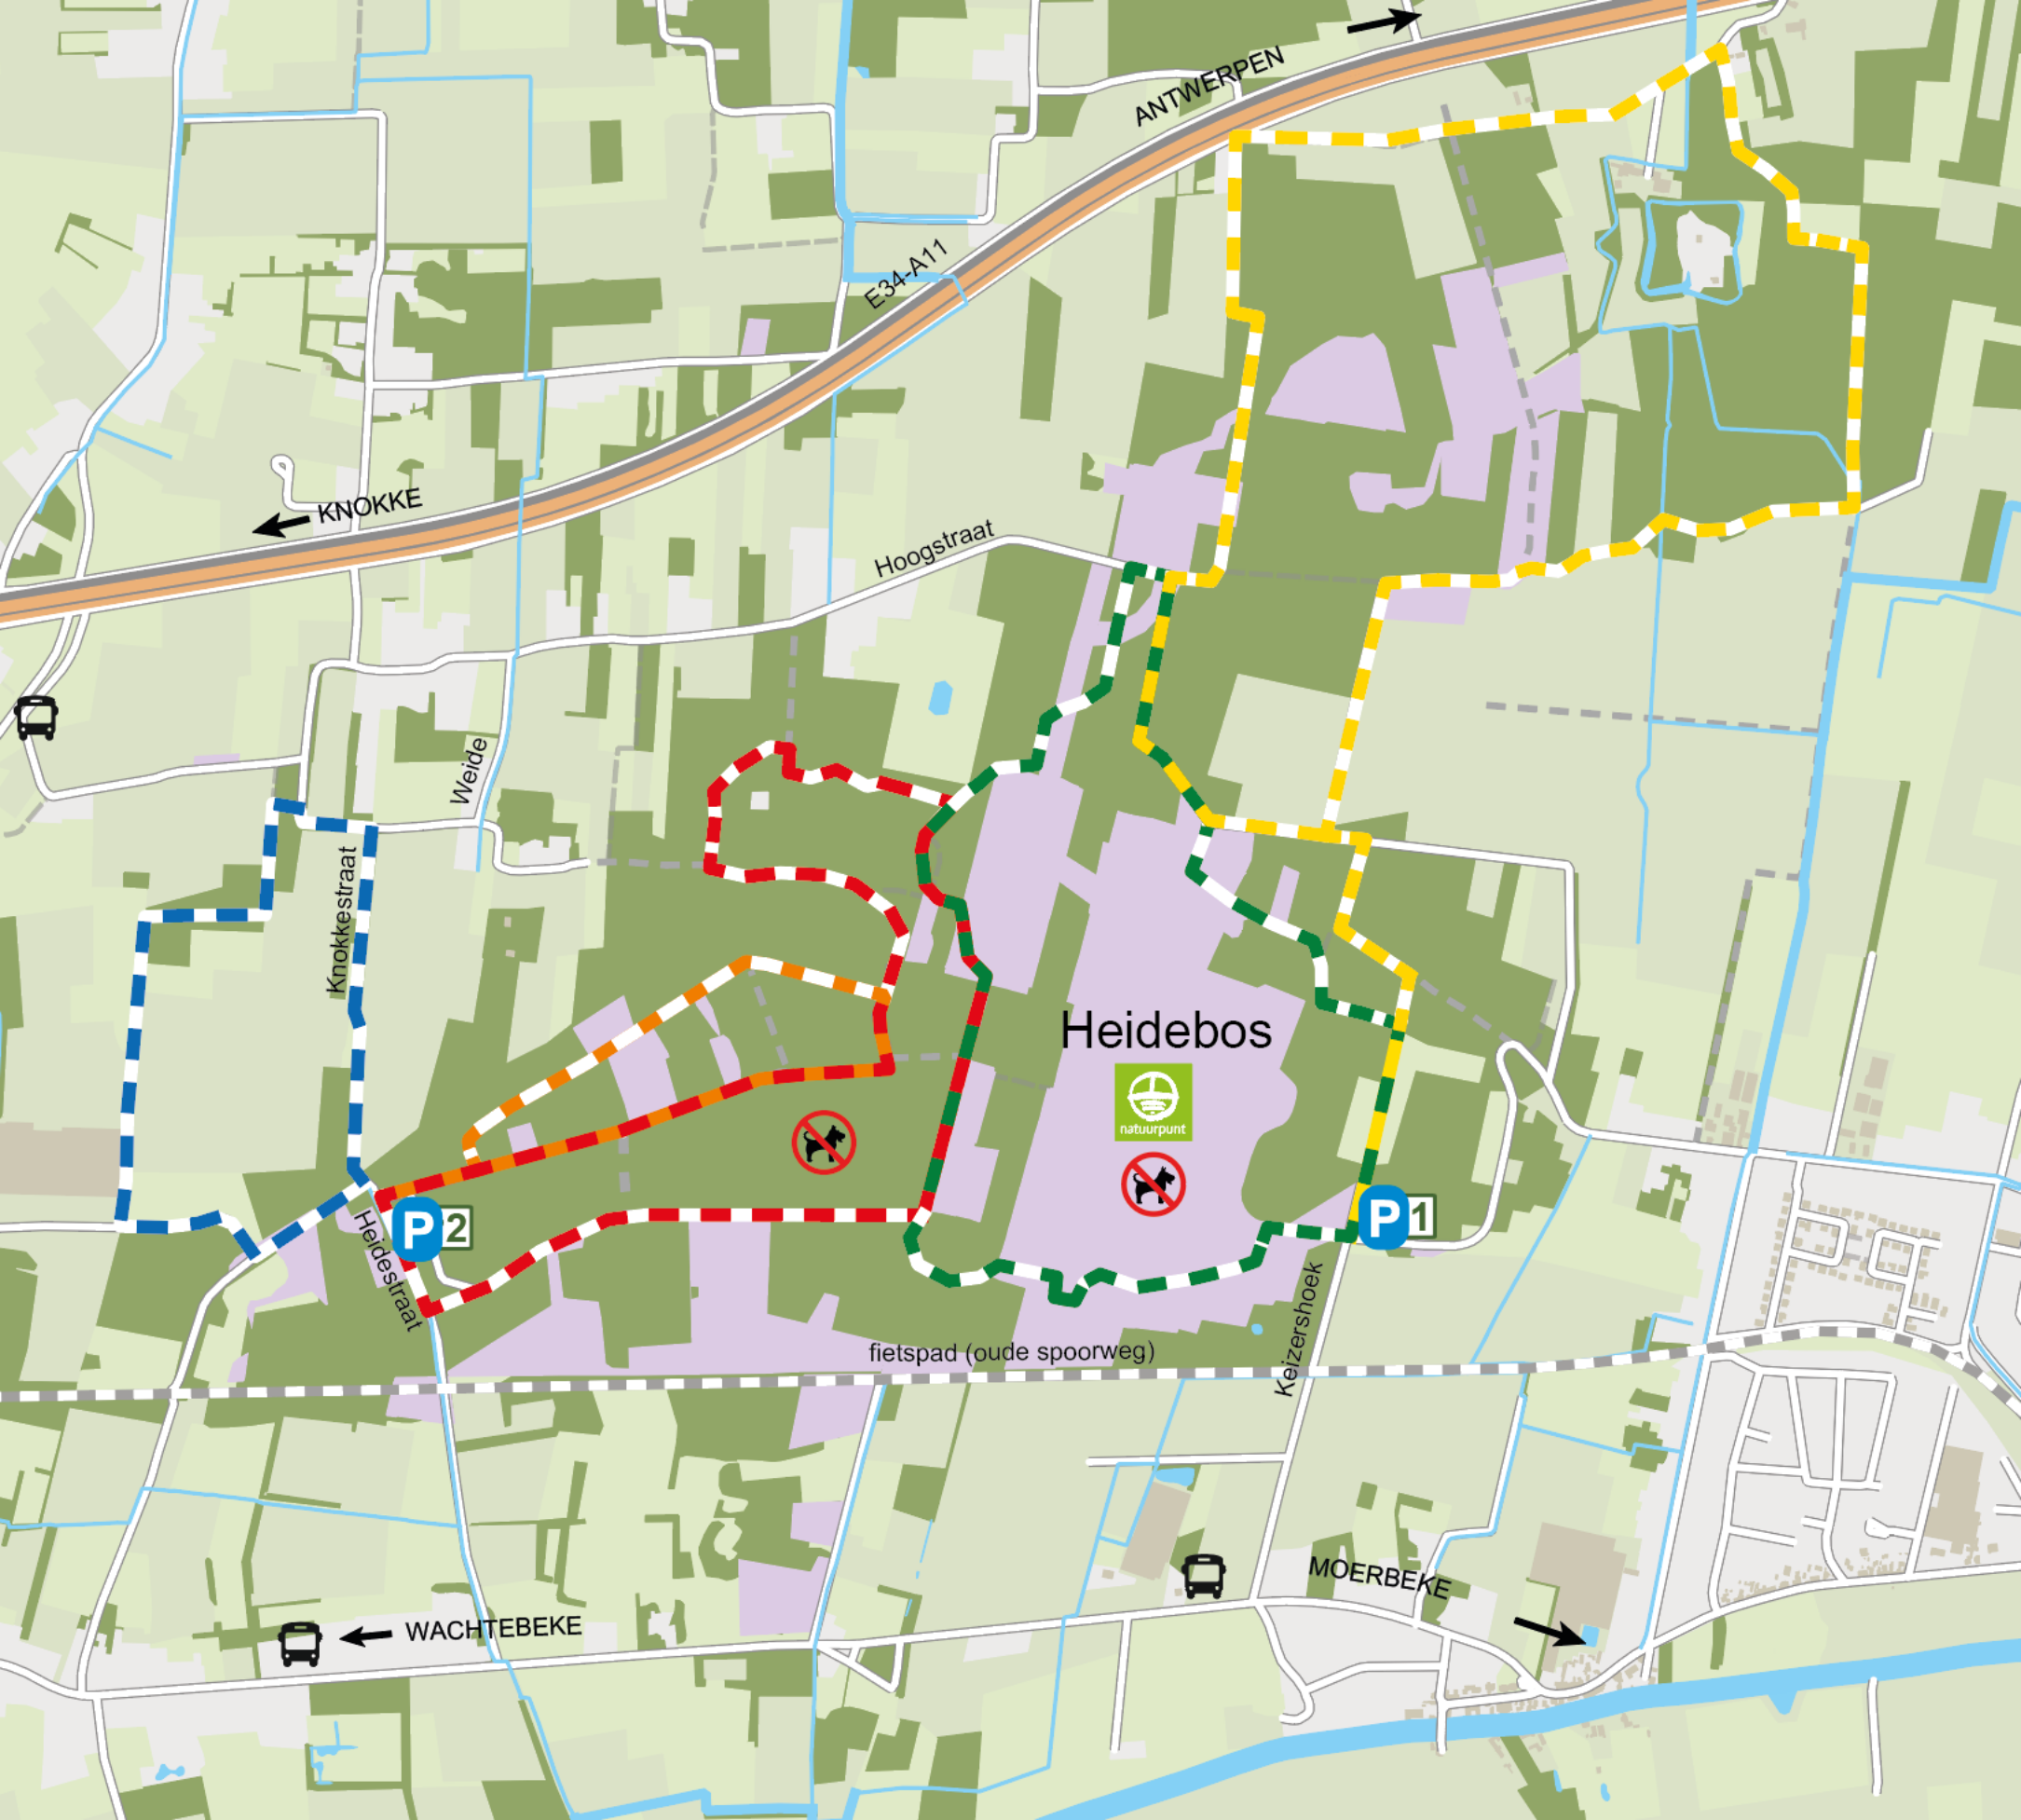 ANTWERPEN
E34-A11
KNOKKE
Hoogstraat
Weide
Knokkestraat
Heidebos
natuurpunt
P 1
P 2
Heidestraat
Keizershoek
fietspad (oude spoorweg)
MOERBEKE
WACHTEBEKE